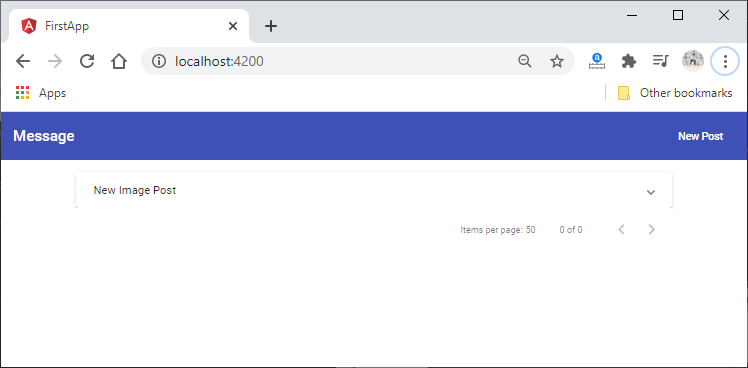 FirstApp
localhost:4200
Apps
Other bookmarks
Message
New Post
New Image Post
Items per page: 50
0 of 0